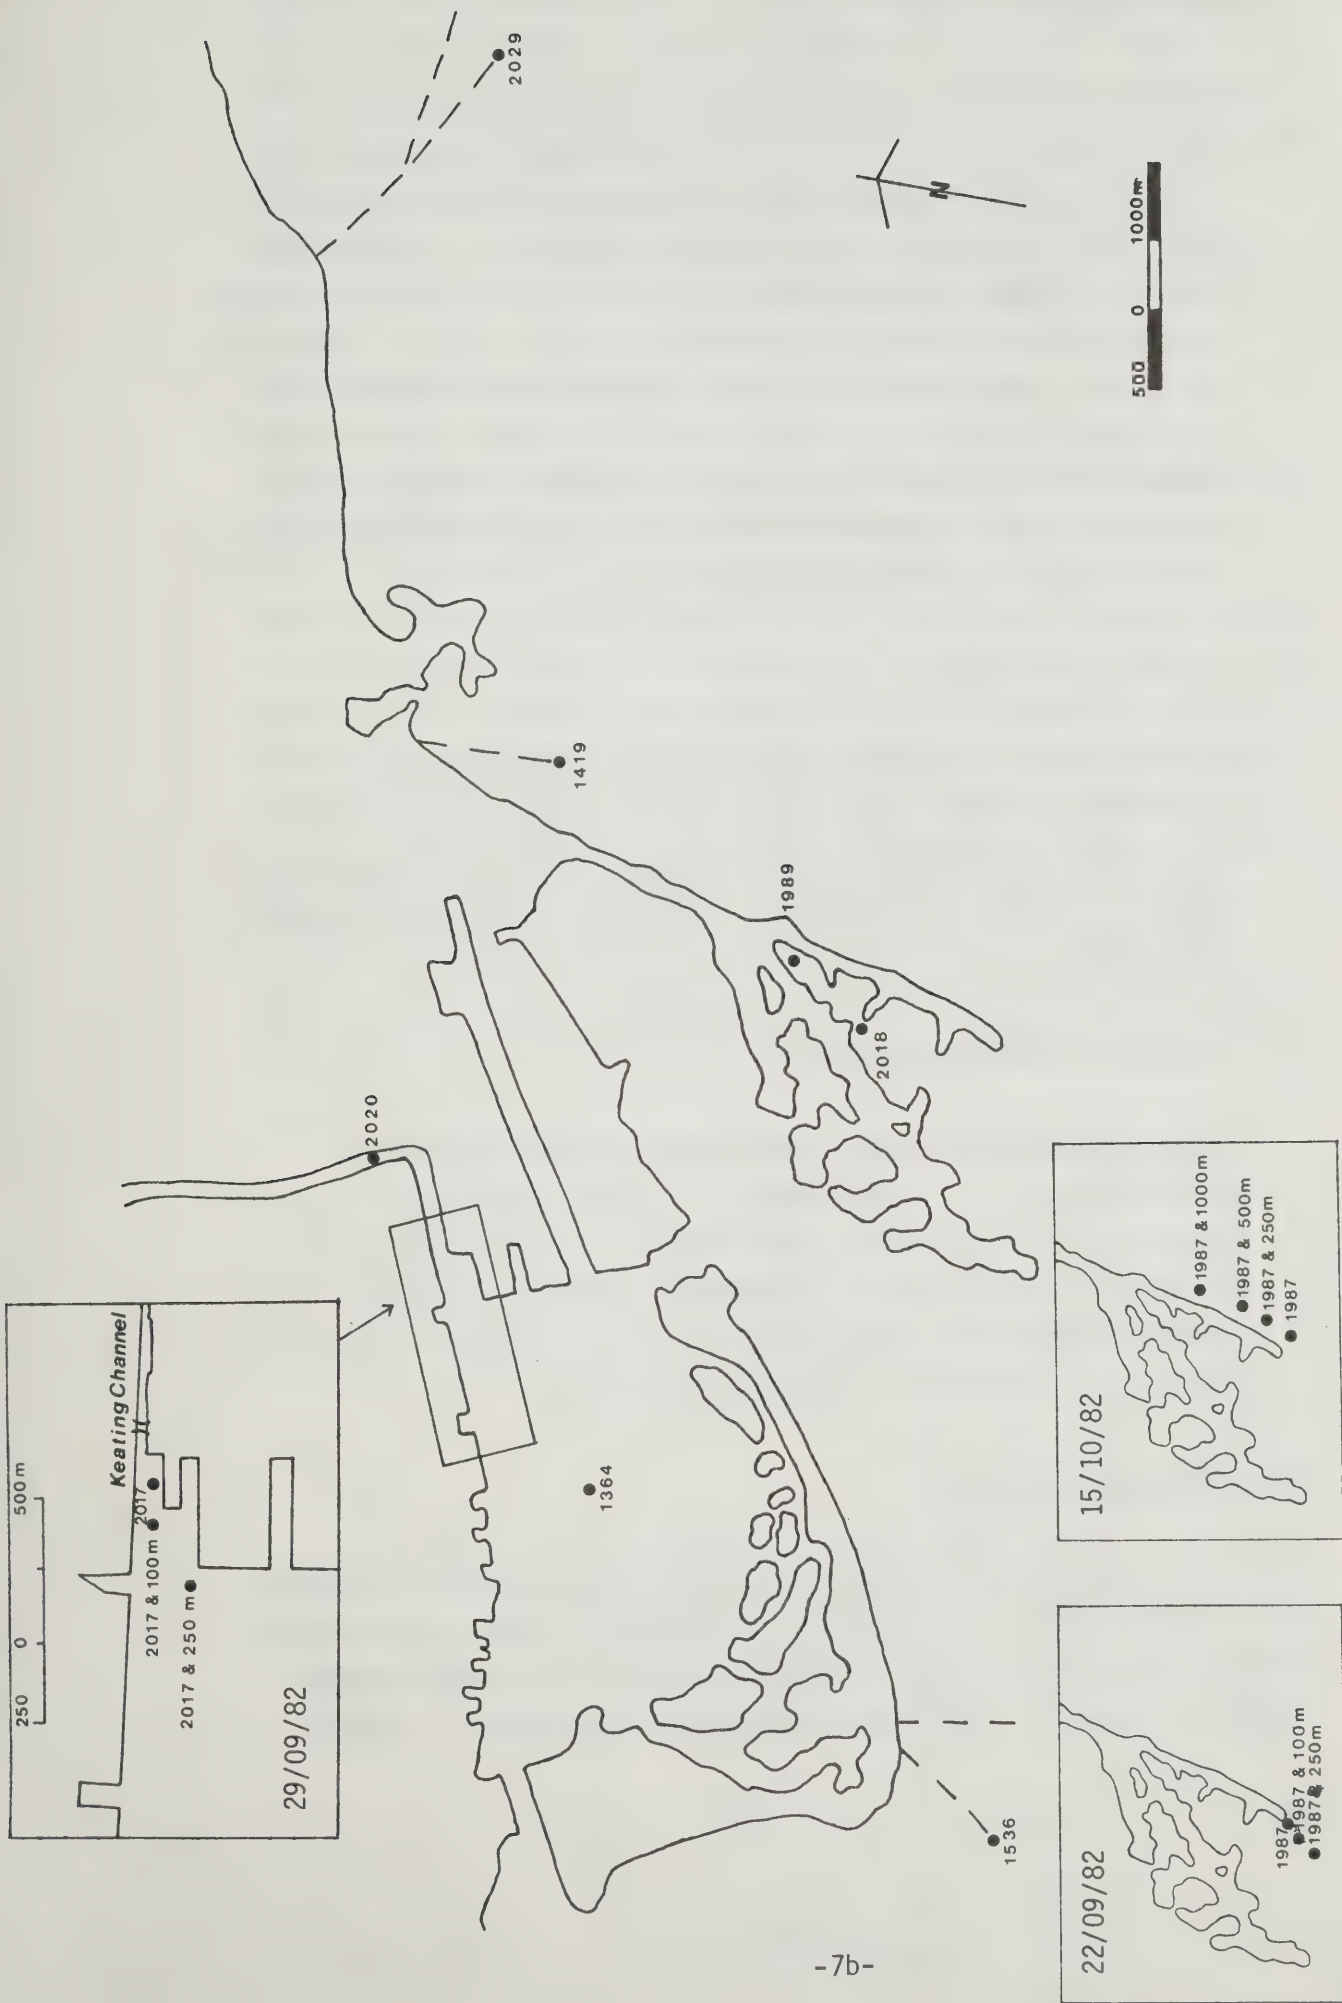 250 0 500 m
Keating Channel
2017
2017 & 100 m
2017 & 250 m
29/09/82
2029
N
500 0 1000m
1419
2020
1989
2018
1364
1536
22/09/82
1987
1987 & 100m
1987 & 250m
15/10/82
1987 & 1000m
1987 & 500m
1987 & 250m
1987
-7b-